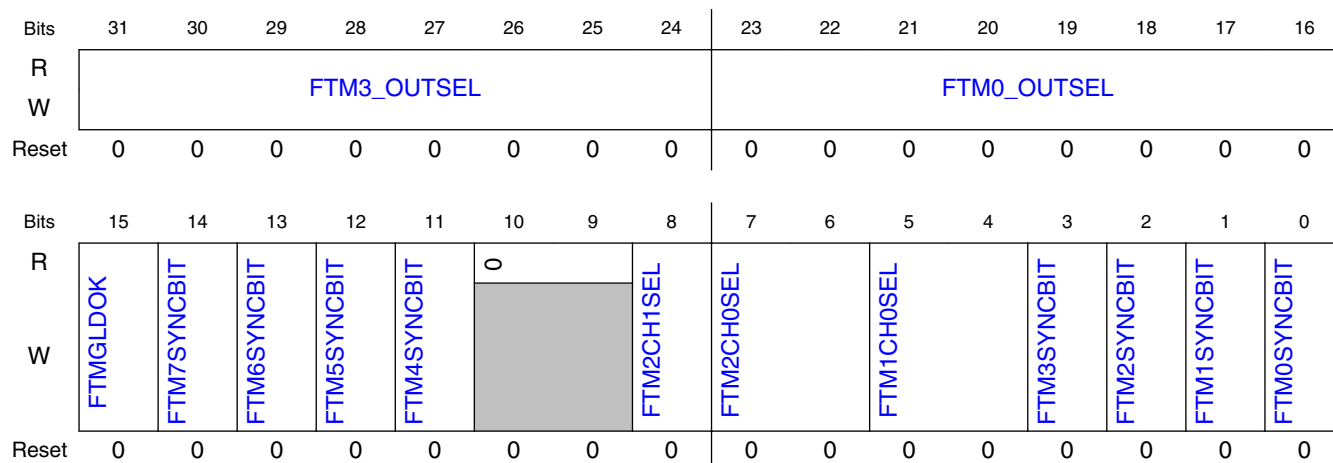 Bits 31 30 29 28 27 26 25 24 23 22 21 20 19 18 17 16
R
FTM3_OUTSEL FTM0_OUTSEL
W
Reset 0 0 0 0 0 0 0 0 0 0 0 0 0 0 0 0
Bits 15 14 13 12 11 10 9 8 7 6 5 4 3 2 1 0
R 0
FTMGLDOK FTM7SYNCBIT FTM6SYNCBIT FTM5SYNCBIT FTM4SYNCBIT FTM2CH1SEL FTM2CH0SEL FTM1CH0SEL FTM3SYNCBIT FTM2SYNCBIT FTM1SYNCBIT FTM0SYNCBIT
W
Reset 0 0 0 0 0 0 0 0 0 0 0 0 0 0 0 0